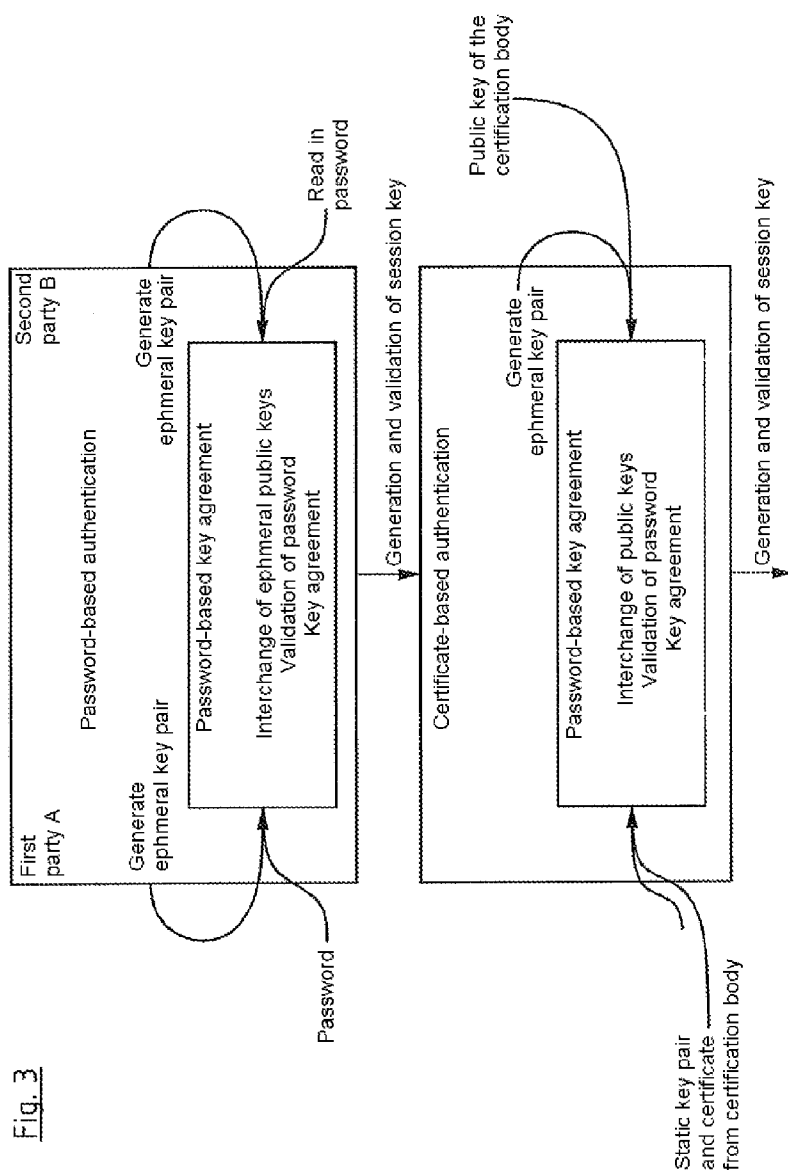 Fig. 3
First
party A
Second
party B
Password-based authentication
Generate
ephemeral key pair
Generate
ephemeral key pair
Password-based key agreement
Interchange of ephmeral public keys
Validation of password
Key agreement
Password
Read in
password
Generation and validation of session key
Certificate-based authentication
Generate
ephemeral key pair
Password-based key agreement
Interchange of public keys
Validation of password
Key agreement
Static key pair
and certificate
from certification body
Public key of the
certification body
Generation and validation of session key